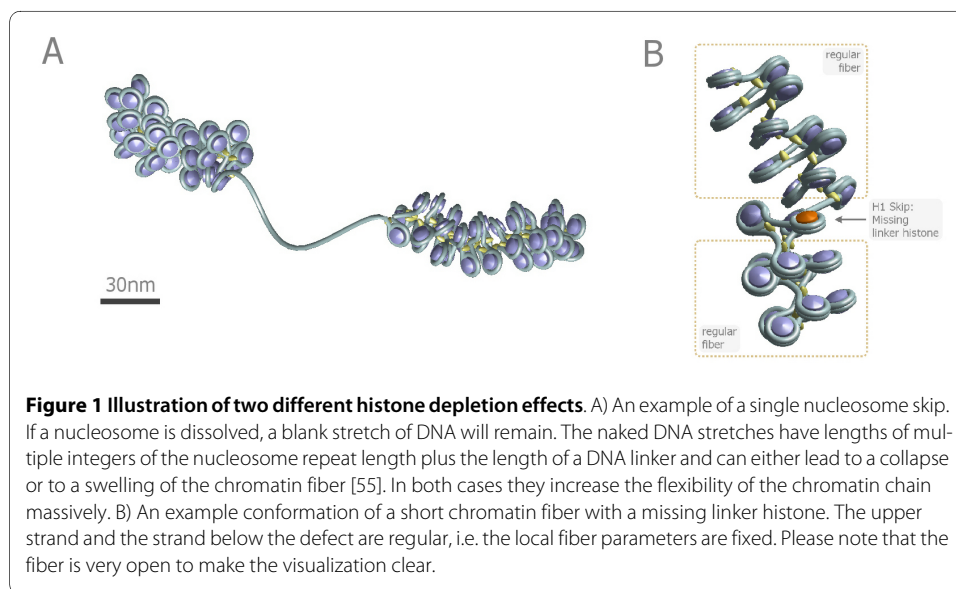 A
B
regular
fiber
H1 Skip:
Missing
linker histone
30nm
regular
fiber
Figure 1 Illustration of two different histone depletion effects. A) An example of a single nucleosome skip.
If a nucleosome is dissolved, a blank stretch of DNA will remain. The naked DNA stretches have lengths of mul-
tiple integers of the nucleosome repeat length plus the length of a DNA linker and can either lead to a collapse
or to a swelling of the chromatin fiber [55]. In both cases they increase the flexibility of the chromatin chain
massively. B) An example conformation of a short chromatin fiber with a missing linker histone. The upper
strand and the strand below the defect are regular, i.e. the local fiber parameters are fixed. Please note that the
fiber is very open to make the visualization clear.